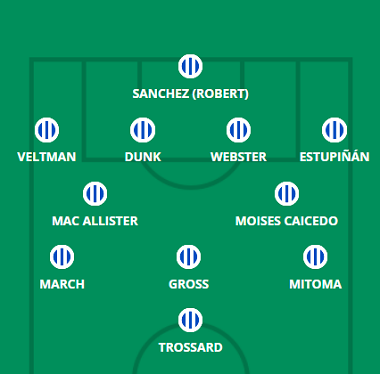 SANCHEZ (ROBERT)
VELTMAN DUNK WEBSTER ESTUPIÑÁN
MAC ALLISTER MOISES CAICEDO
MARCH GROSS MITOMA
TROSSARD